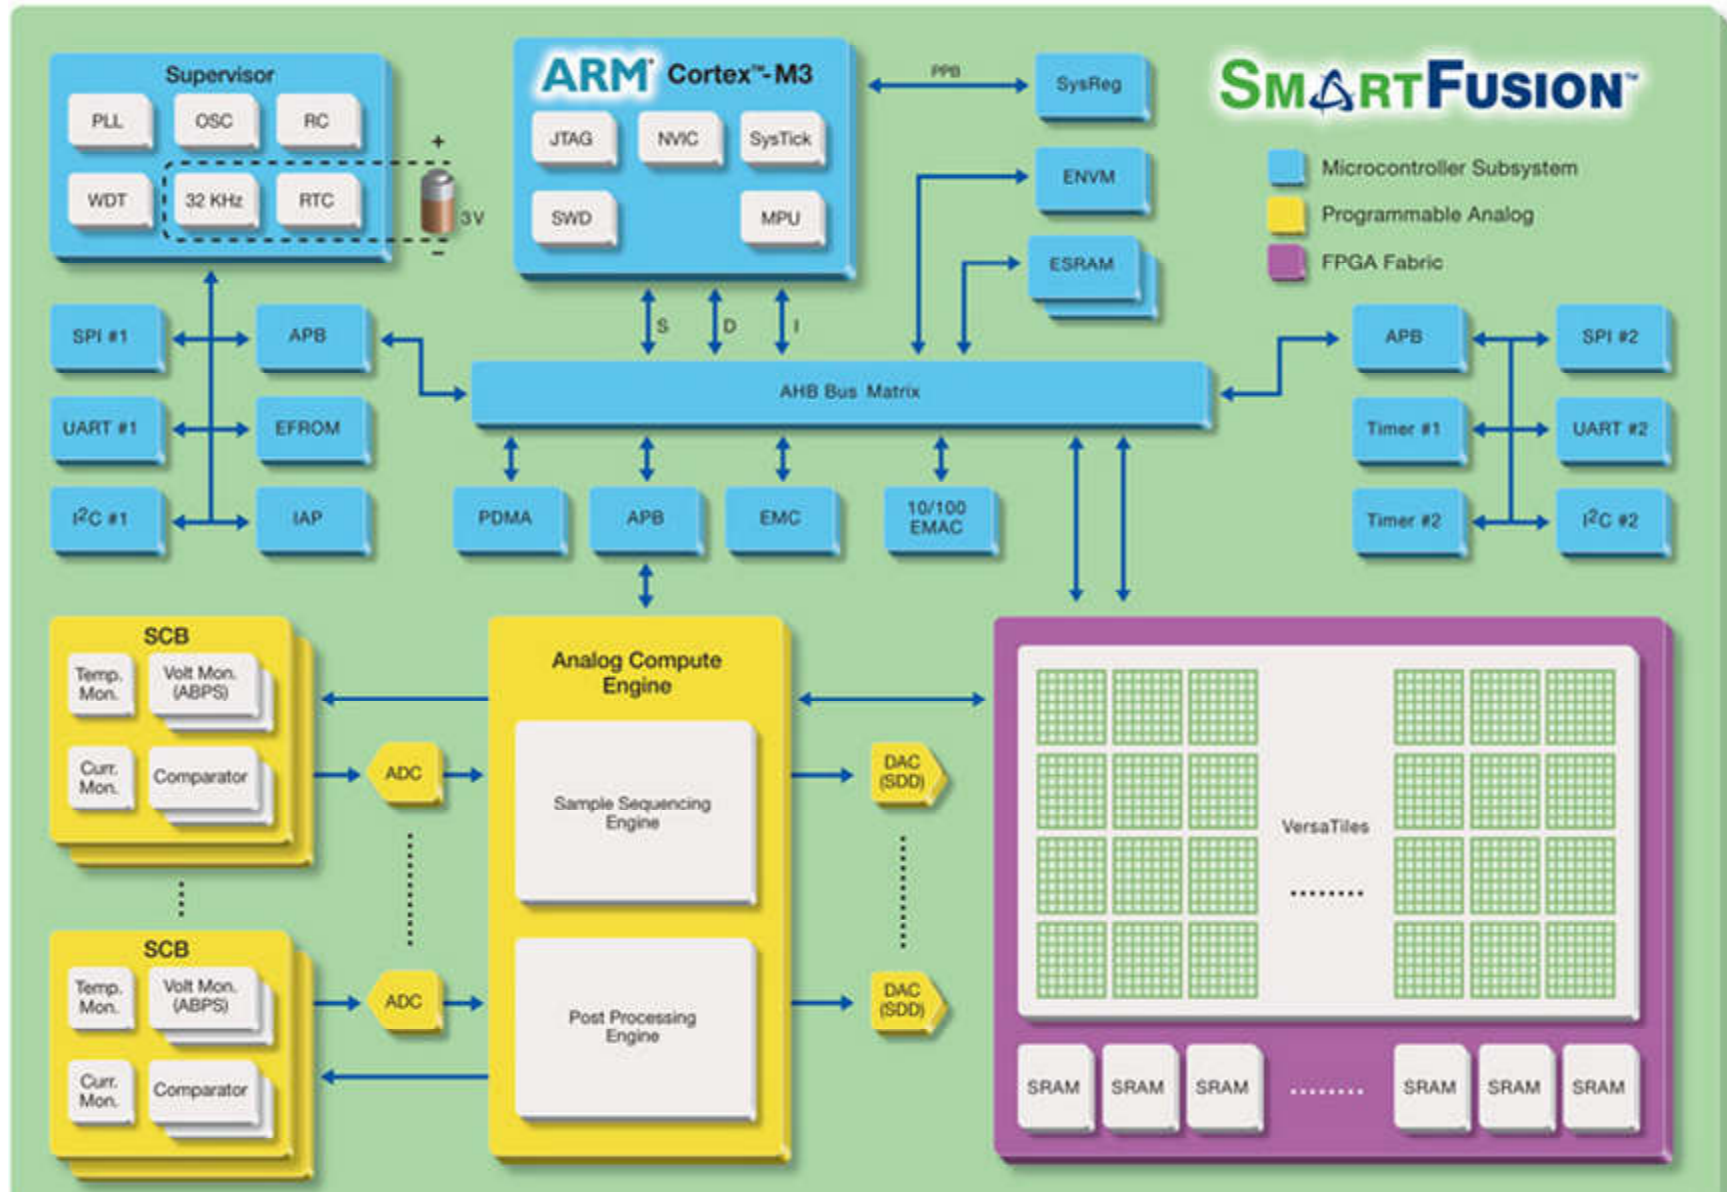 Supervisor
PLL
OSC
RC
WDT
32 KHz
RTC
+
3V
−
ARM® Cortex™-M3
JTAG
NVIC
SysTick
SWD
MPU
PPB
SysReg
ENVM
ESRAM
SMARTFUSION™
Microcontroller Subsystem
Programmable Analog
FPGA Fabric
S
D
I
SPI #1
APB
UART #1
EFROM
I²C #1
IAP
AHB Bus Matrix
PDMA
APB
EMC
10/100
EMAC
APB
SPI #2
Timer #1
UART #2
Timer #2
I²C #2
SCB
Temp.
Mon.
Volt Mon.
(ABPS)
Curr.
Mon.
Comparator
SCB
Temp.
Mon.
Volt Mon.
(ABPS)
Curr.
Mon.
Comparator
ADC
ADC
Analog Compute
Engine
Sample Sequencing
Engine
Post Processing
Engine
DAC
(SDD)
DAC
(SDD)
VersaTiles
SRAM
SRAM
SRAM
SRAM
SRAM
SRAM